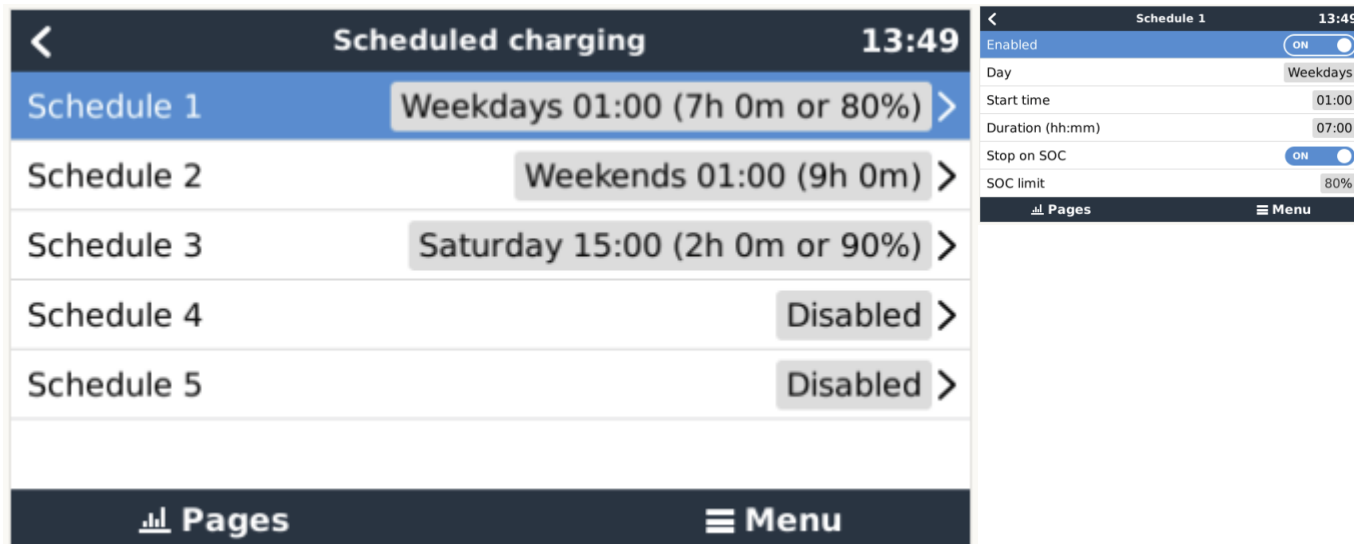 Scheduled charging 13:49
Schedule 1 Weekdays 01:00 (7h 0m or 80%)
Schedule 2 Weekends 01:00 (9h 0m)
Schedule 3 Saturday 15:00 (2h 0m or 90%)
Schedule 4 Disabled
Schedule 5 Disabled
Pages Menu
Schedule 1 13:49
Enabled ON
Day Weekdays
Start time 01:00
Duration (hh:mm) 07:00
Stop on SOC ON
SOC limit 80%
Pages Menu